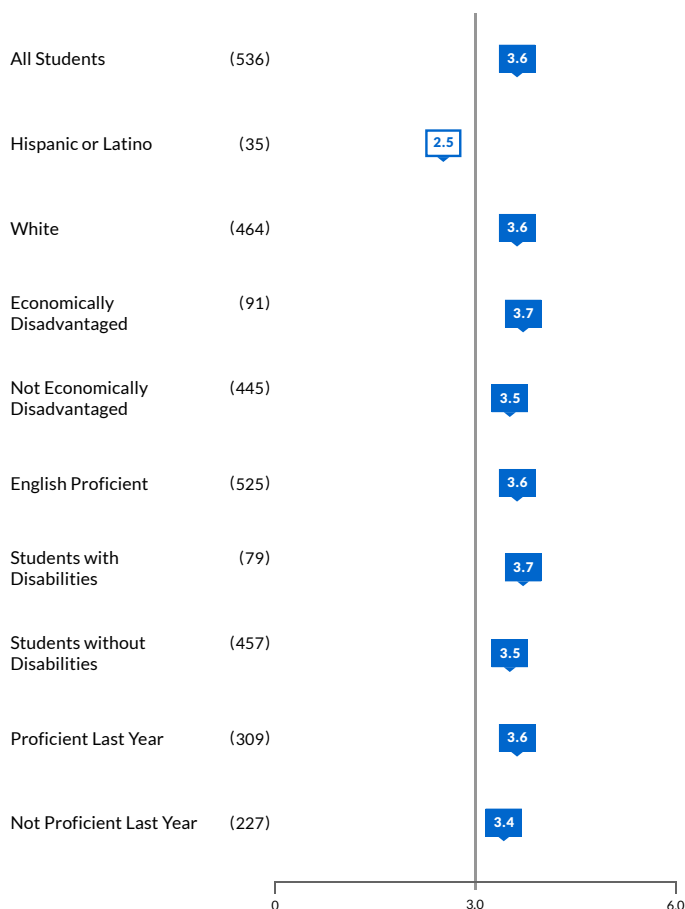 All Students (536) 3.6
Hispanic or Latino (35) 2.5
White (464) 3.6
Economically (91)
Disadvantaged 3.7
Not Economically (445)
Disadvantaged 3.5
English Proficient (525) 3.6
Students with (79)
Disabilities 3.7
Students without (457)
Disabilities 3.5
Proficient Last Year (309) 3.6
Not Proficient Last Year (227) 3.4
0 3.0 6.0